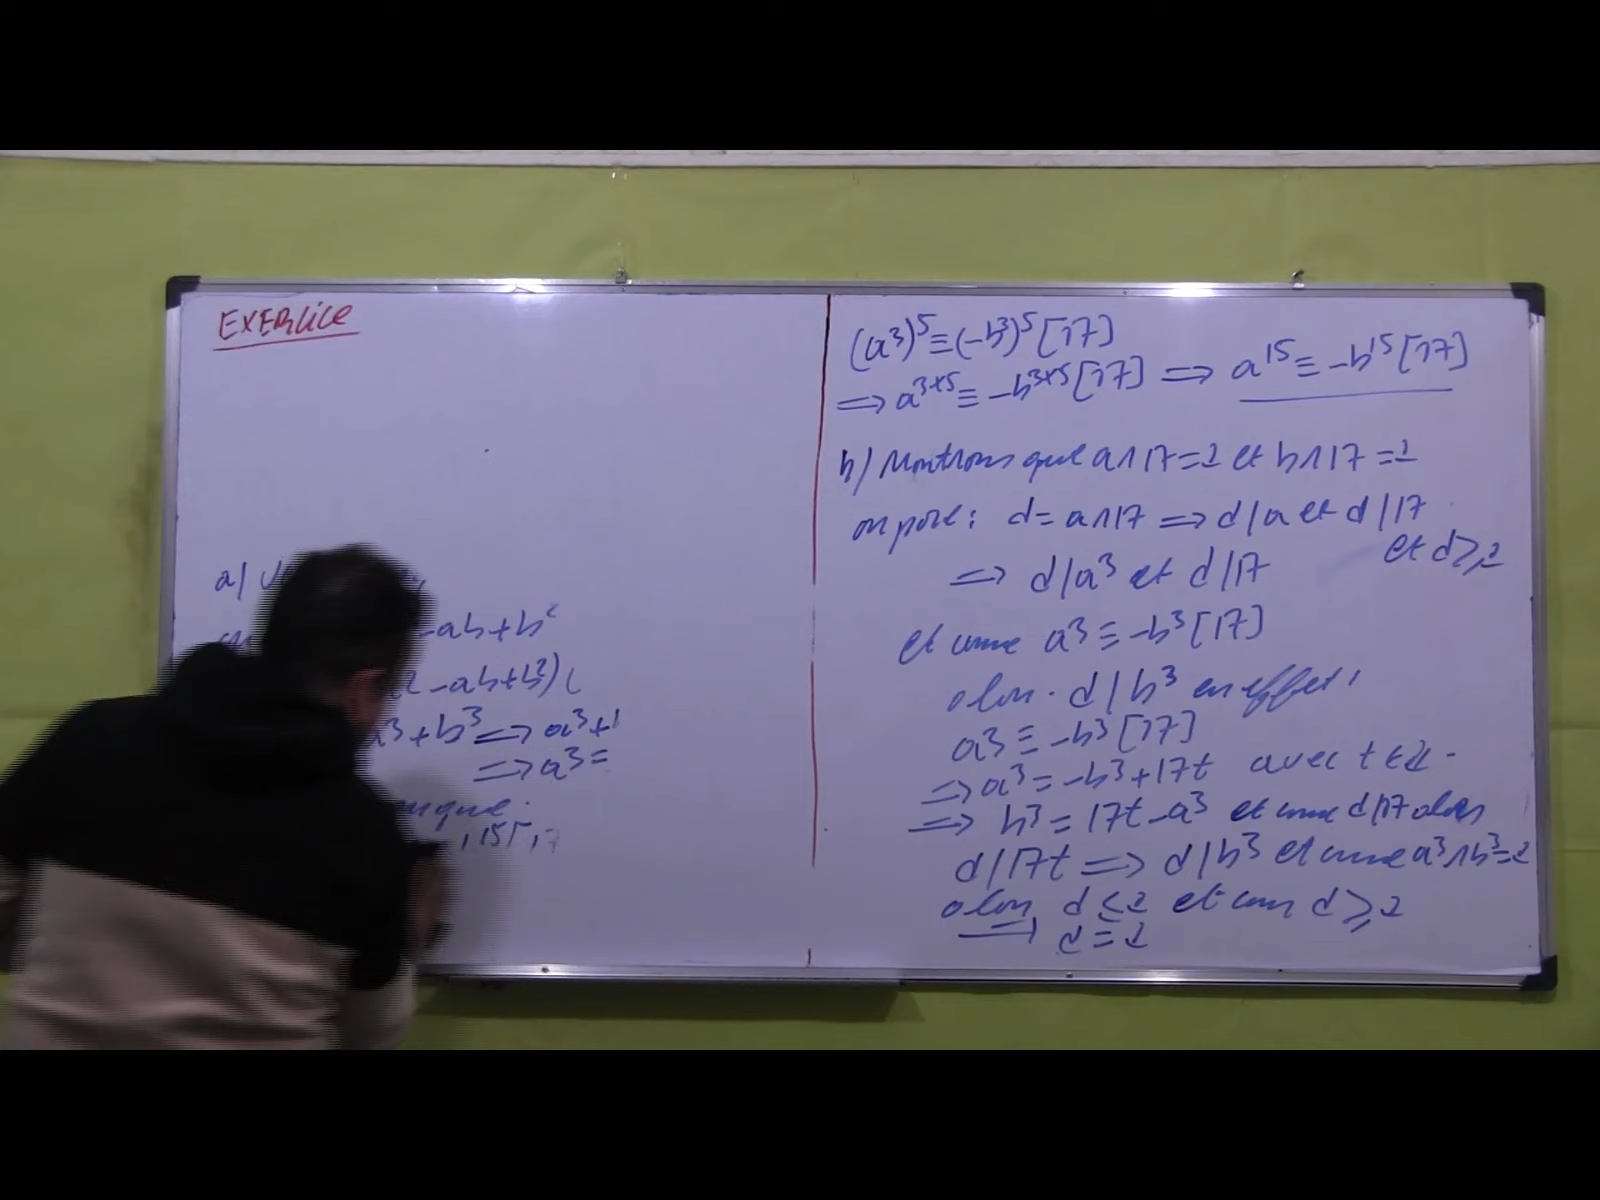 EXERCICE
a/
-ab+b²
-ab+b²)(
a³+b³ ⟹ a³+
⟹ a³ ≡
que
15[17
(a³)⁵ ≡ (-b³)⁵ [17]
⟹ a³ˣ⁵ ≡ -b³ˣ⁵ [17] ⟹ a¹⁵ ≡ -b¹⁵ [17]
b/ Montrons que a∧17=1 et b∧17=1
on pose: d = a∧17 ⟹ d/a et d/17
et d⩾1
⟹ d/a³ et d/17
et comme a³ ≡ -b³ [17]
alors d/b³ en effet,
a³ ≡ -b³ [17]
⟹ a³ = -b³+17t avec t∈ℤ.
⟹ b³ = 17t-a³ et comme d/17 alors
d/17t ⟹ d/b³ et comme a³∧b³=1
alors d⩽1 et comme d⩾1
⟹ d=1